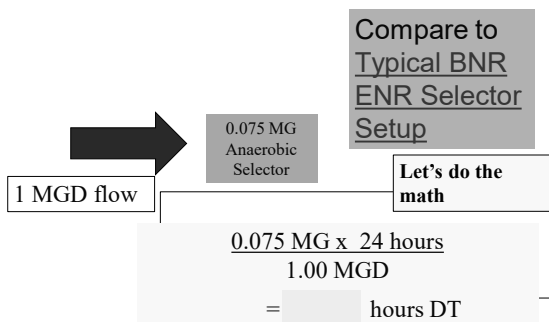 Compare to
Typical BNR
ENR Selector
Setup
0.075 MG
Anaerobic
Selector
1 MGD flow
Let's do the
math
0.075 MG x 24 hours
1.00 MGD
= hours DT